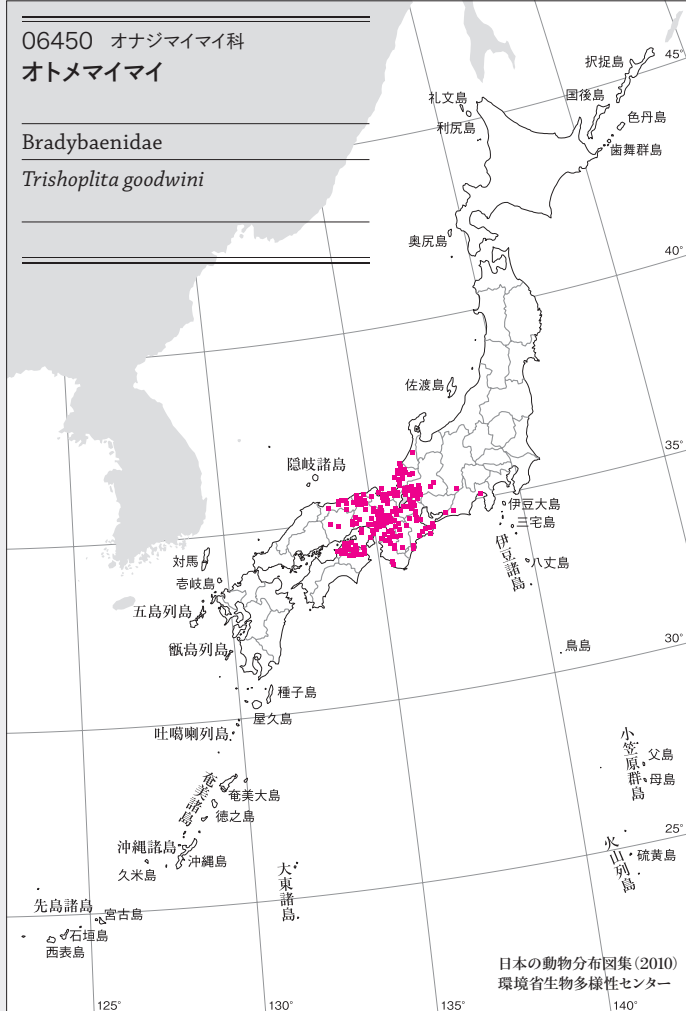 06450 オナジマイマイ科
オトメマイマイ
Bradybaenidae
Trishoplita goodwini
択捉島
45°
礼文島
国後島
利尻島
色丹島
歯舞群島
奥尻島
40°
佐渡島
35°
隠岐諸島
伊豆大島
三宅島
伊豆諸島
八丈島
対馬
壱岐島
五島列島
甑島列島
鳥島
30°
種子島
屋久島
吐噶喇列島
小笠原群島
父島
母島
奄美諸島
奄美大島
徳之島
25°
沖縄諸島
沖縄島
久米島
火山列島
硫黄島
大東諸島
先島諸島
宮古島
石垣島
西表島
日本の動物分布図集(2010)
環境省生物多様性センター
125°
130°
135°
140°